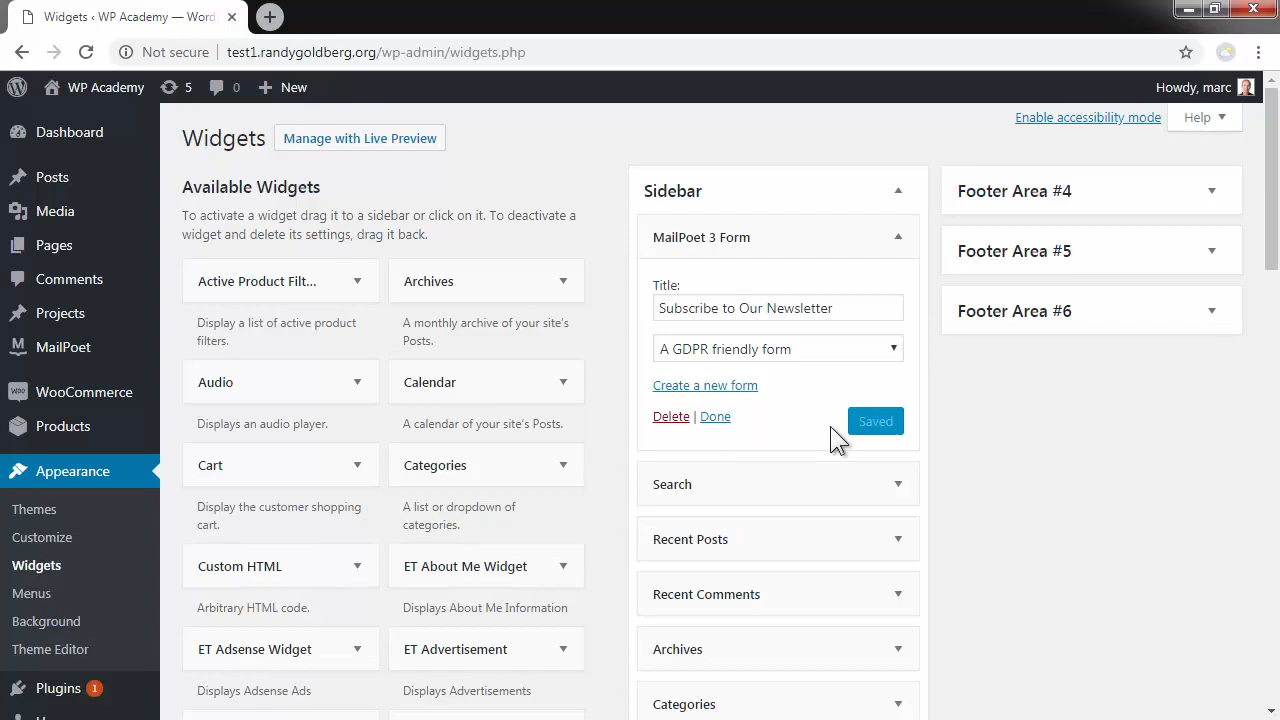 Widgets ‹ WP Academy — Word
Not secure
test1.randygoldberg.org/wp-admin/widgets.php
WP Academy
5
0
New
Howdy, marc
Dashboard
Posts
Media
Pages
Comments
Projects
MailPoet
WooCommerce
Products
Appearance
Themes
Customize
Widgets
Menus
Background
Theme Editor
Plugins 1
Widgets
Manage with Live Preview
Enable accessibility mode
Help
Available Widgets
To activate a widget drag it to a sidebar or click on it. To deactivate a
widget and delete its settings, drag it back.
Active Product Filt...
Display a list of active product
filters.
Archives
A monthly archive of your site's
Posts.
Audio
Displays an audio player.
Calendar
A calendar of your site's Posts.
Cart
Display the customer shopping
cart.
Categories
A list or dropdown of
categories.
Custom HTML
Arbitrary HTML code.
ET About Me Widget
Displays About Me Information
ET Adsense Widget
Displays Adsense Ads
ET Advertisement
Displays Advertisements
Sidebar
MailPoet 3 Form
Title:
Subscribe to Our Newsletter
A GDPR friendly form
Create a new form
Delete | Done
Saved
Search
Recent Posts
Recent Comments
Archives
Categories
Footer Area #4
Footer Area #5
Footer Area #6